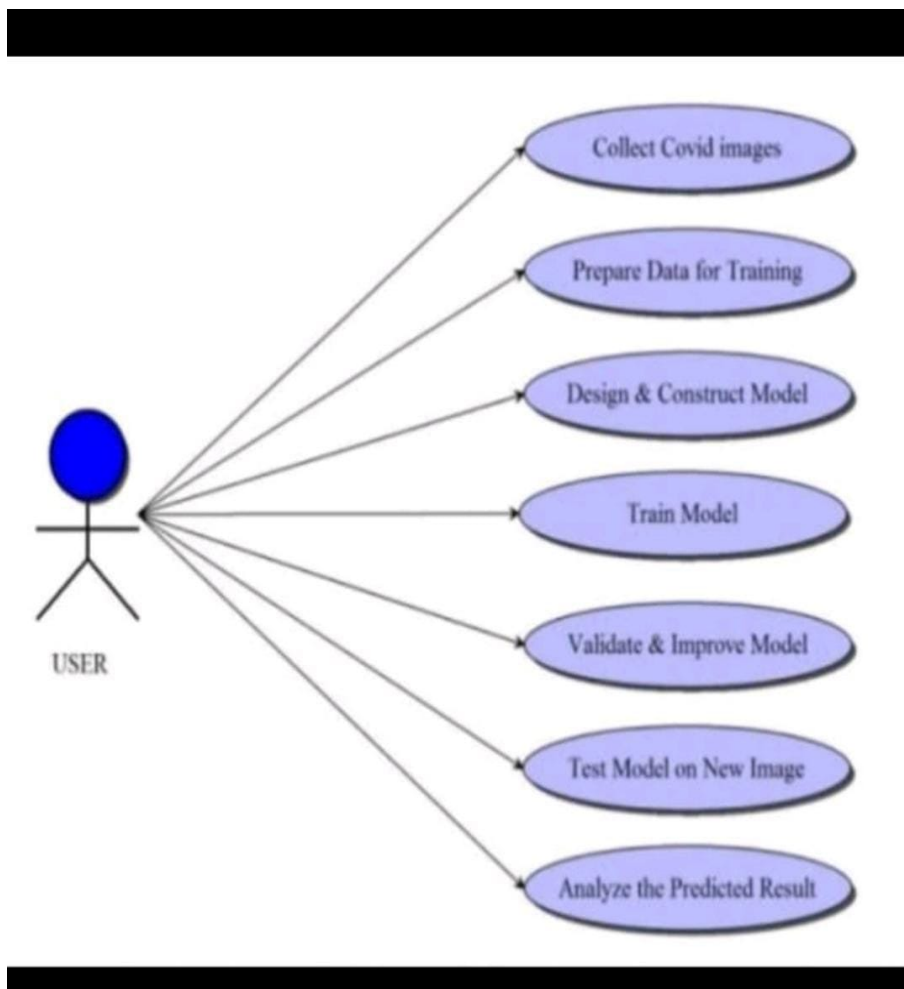 Collect Covid images
Prepare Data for Training
Design & Construct Model
Train Model
Validate & Improve Model
Test Model on New Image
Analyze the Predicted Result
USER